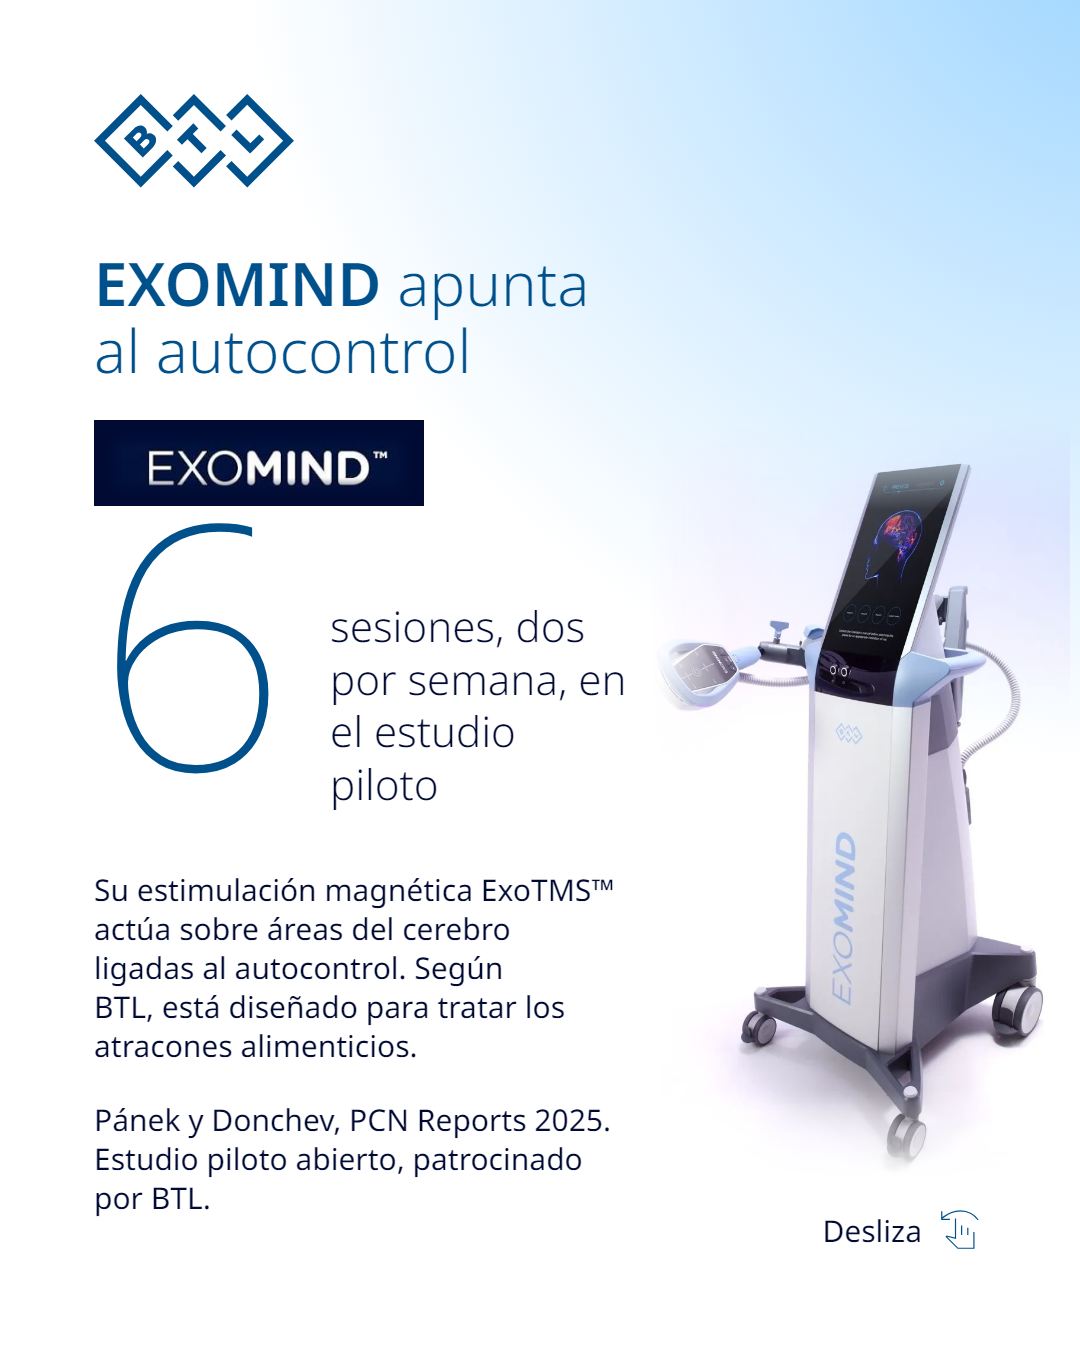 BTL
EXOMIND apunta
al autocontrol
EXOMIND™
6
sesiones, dos
por semana, en
el estudio
piloto
Su estimulación magnética ExoTMS™
actúa sobre áreas del cerebro
ligadas al autocontrol. Según
BTL, está diseñado para tratar los
atracones alimenticios.
Pánek y Donchev, PCN Reports 2025.
Estudio piloto abierto, patrocinado
por BTL.
BTL
EXOMIND
Desliza